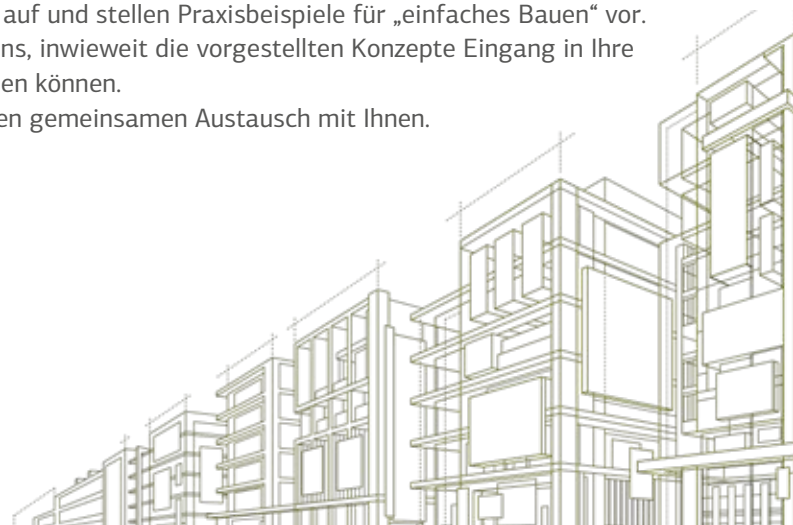 auf und stellen Praxisbeispiele für „einfaches Bauen“ vor.
ns, inwieweit die vorgestellten Konzepte Eingang in Ihre
en können.
en gemeinsamen Austausch mit Ihnen.